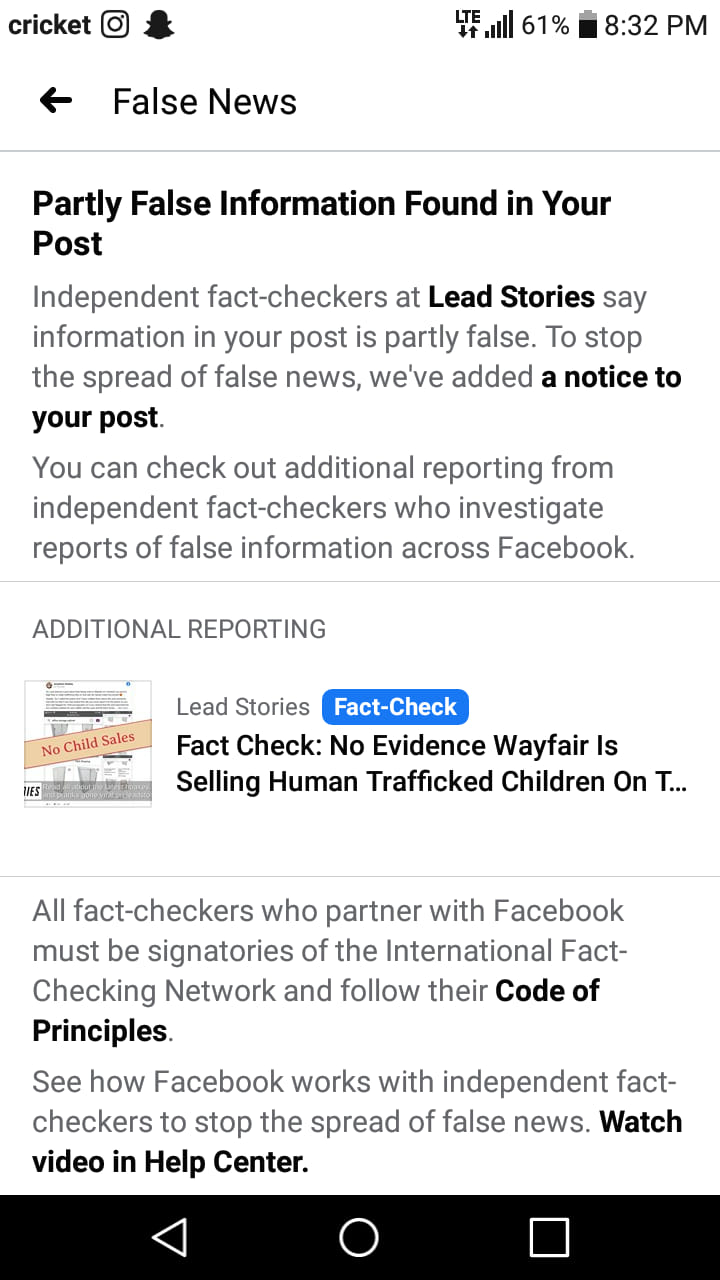 cricket LTE 61% 8:32 PM
False News
Partly False Information Found in Your
Post
Independent fact-checkers at Lead Stories say
information in your post is partly false. To stop
the spread of false news, we've added a notice to
your post.
You can check out additional reporting from
independent fact-checkers who investigate
reports of false information across Facebook.
ADDITIONAL REPORTING
No Child Sales
Read all about the latest hoaxes
Lead Stories Fact-Check
Fact Check: No Evidence Wayfair Is
Selling Human Trafficked Children On T...
All fact-checkers who partner with Facebook
must be signatories of the International Fact-
Checking Network and follow their Code of
Principles.
See how Facebook works with independent fact-
checkers to stop the spread of false news. Watch
video in Help Center.